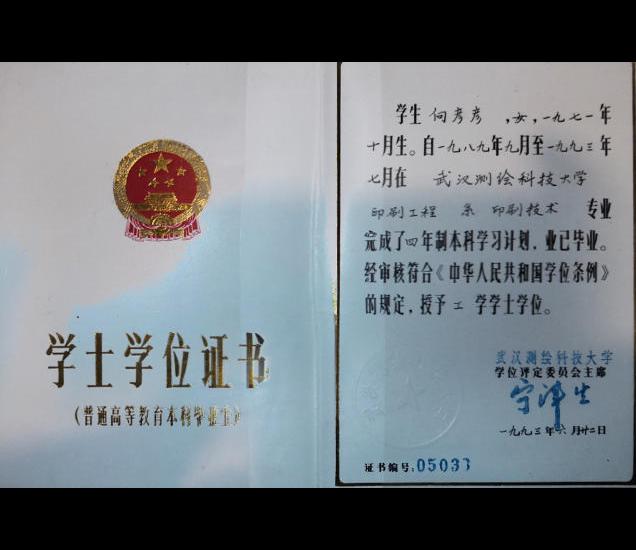 学士学位证书
(普通高等教育本科毕业生)
学生 何彦彦 ,女,一九七一年
十月生。自一九八九年九月至一九九三年
七月在 武汉测绘科技大学
印刷工程 系 印刷技术 专业
完成了四年制本科学习计划,业已毕业。
经审核符合《中华人民共和国学位条例》
的规定,授予 工 学学士学位。
武汉测绘科技大学
学位评定委员会主席
宁津生
一九九三年六月廿二日
证书编号:05033